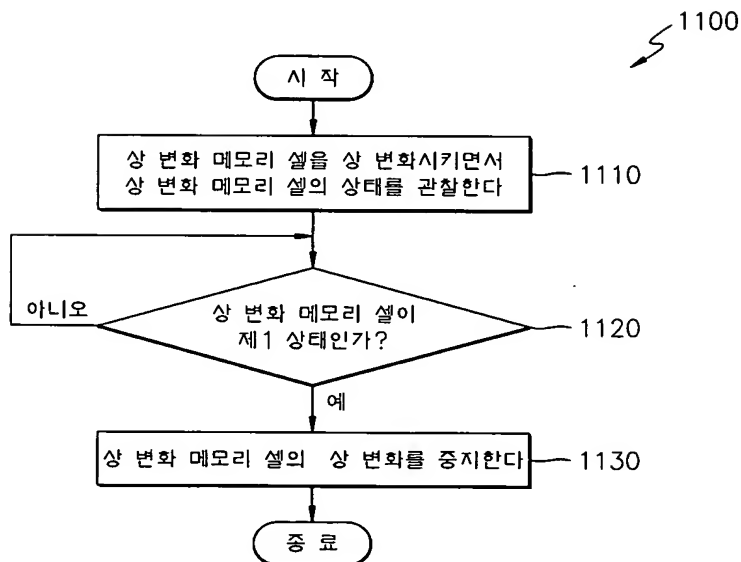 1100
시 작
상 변화 메모리 셀을 상 변화시키면서
상 변화 메모리 셀의 상태를 관찰한다
1110
아니오
상 변화 메모리 셀이
제1 상태인가?
1120
예
상 변화 메모리 셀의 상 변화를 중지한다
1130
종 료